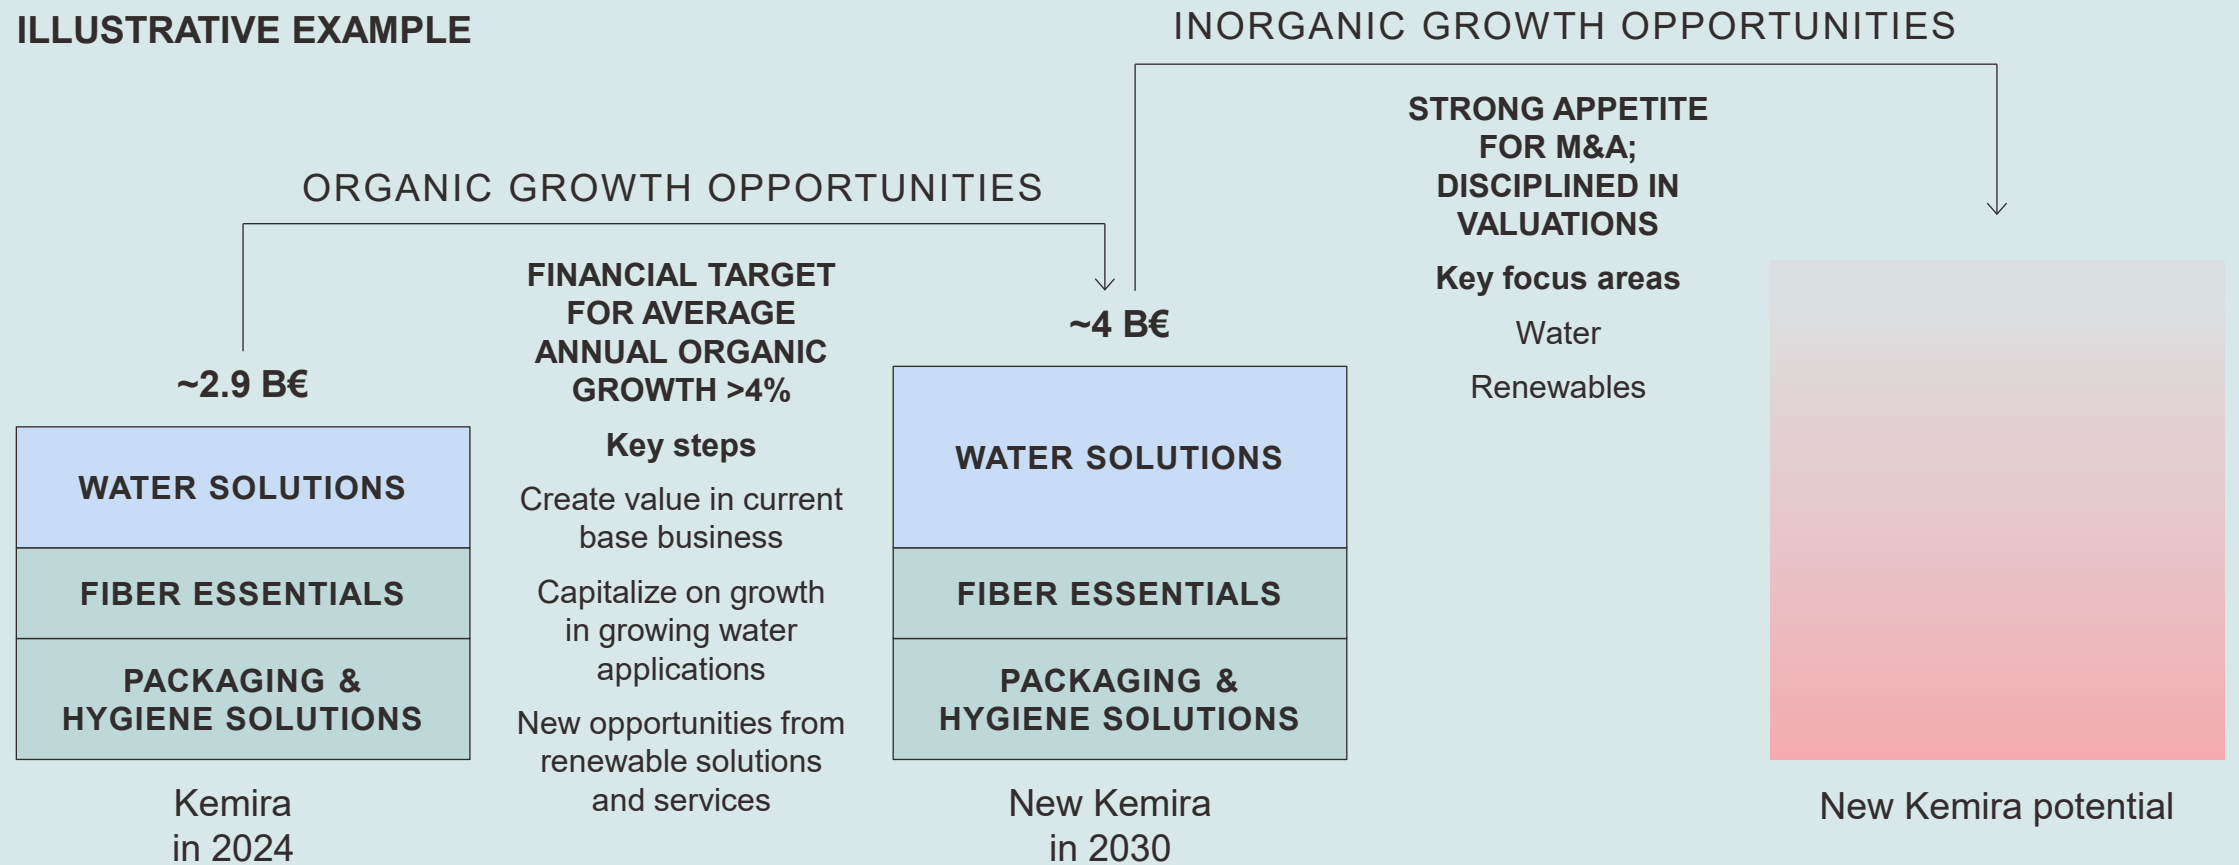 ILLUSTRATIVE EXAMPLE
INORGANIC GROWTH OPPORTUNITIES
ORGANIC GROWTH OPPORTUNITIES
~2.9 B€
WATER SOLUTIONS
FIBER ESSENTIALS
PACKAGING &
HYGIENE SOLUTIONS
Kemira
in 2024
FINANCIAL TARGET
FOR AVERAGE
ANNUAL ORGANIC
GROWTH >4%
Key steps
Create value in current
base business
Capitalize on growth
in growing water
applications
New opportunities from
renewable solutions
and services
~4 B€
WATER SOLUTIONS
FIBER ESSENTIALS
PACKAGING &
HYGIENE SOLUTIONS
New Kemira
in 2030
STRONG APPETITE
FOR M&A;
DISCIPLINED IN
VALUATIONS
Key focus areas
Water
Renewables
New Kemira potential